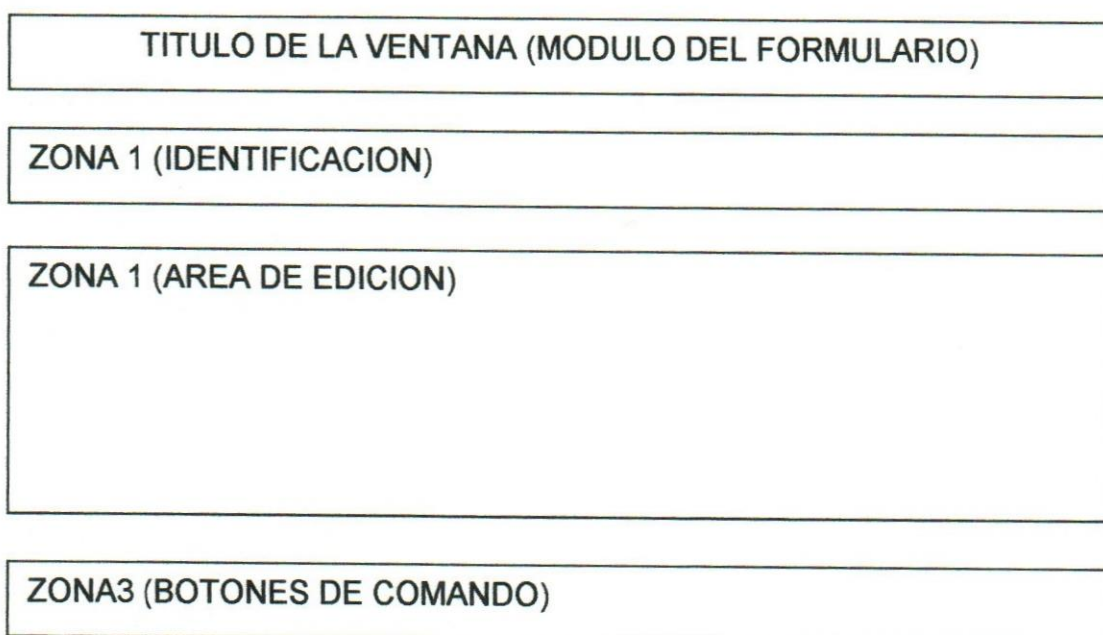 TITULO DE LA VENTANA (MODULO DEL FORMULARIO)
ZONA 1 (IDENTIFICACION)
ZONA 1 (AREA DE EDICION)
ZONA3 (BOTONES DE COMANDO)